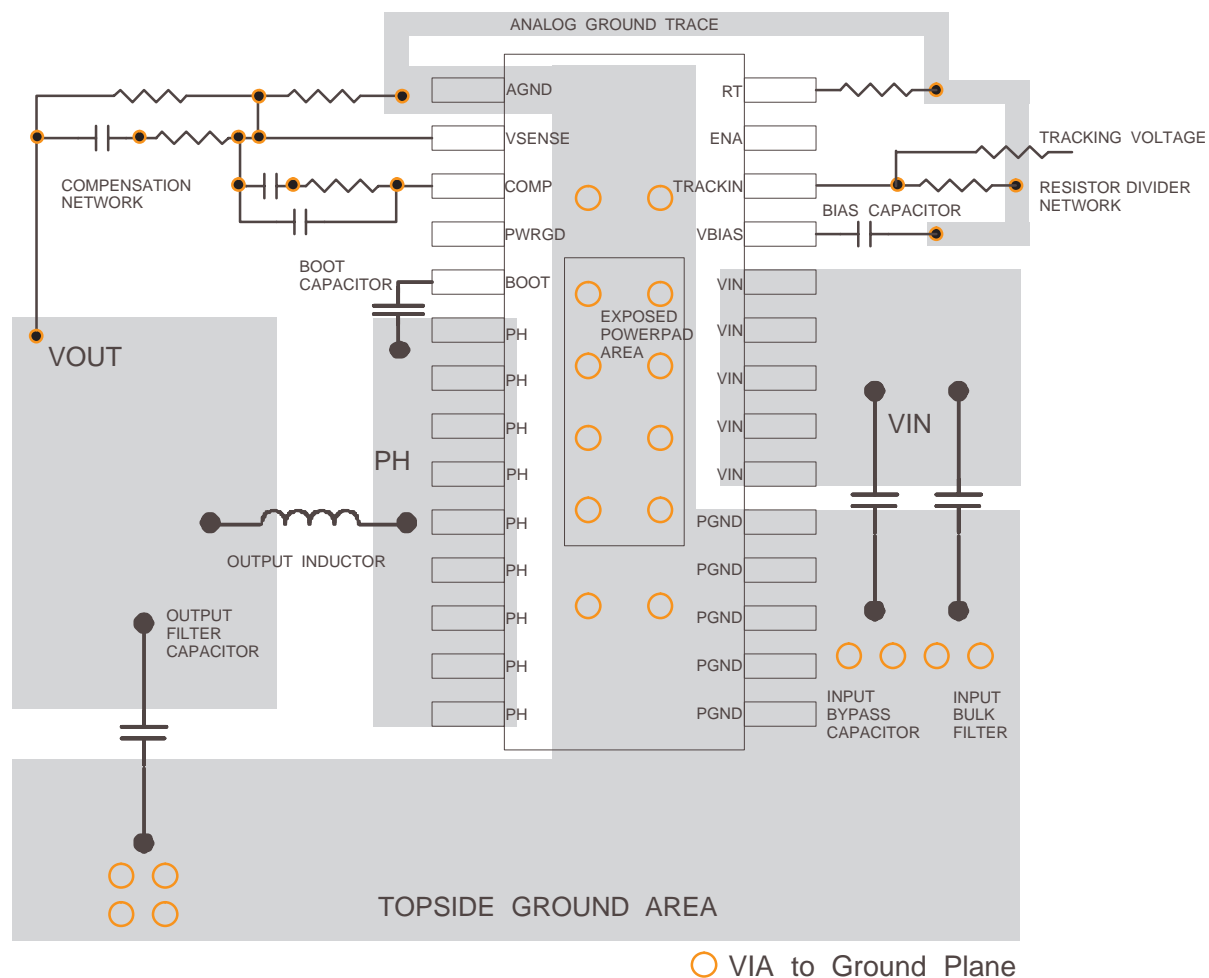 ANALOG GROUND TRACE
AGND
RT
VSENSE
ENA
TRACKING VOLTAGE
COMPENSATION
NETWORK
COMP
TRACKIN
RESISTOR DIVIDER
NETWORK
BIAS CAPACITOR
PWRGD
VBIAS
BOOT
CAPACITOR
BOOT
VIN
EXPOSED
POWERPAD
AREA
PH
VIN
VOUT
PH
VIN
PH
VIN
VIN
PH
PH
VIN
PH
PGND
OUTPUT INDUCTOR
PH
PGND
OUTPUT
FILTER
CAPACITOR
PH
PGND
PH
PGND
INPUT
BYPASS
CAPACITOR
INPUT
BULK
FILTER
PH
PGND
TOPSIDE GROUND AREA
VIA to Ground Plane